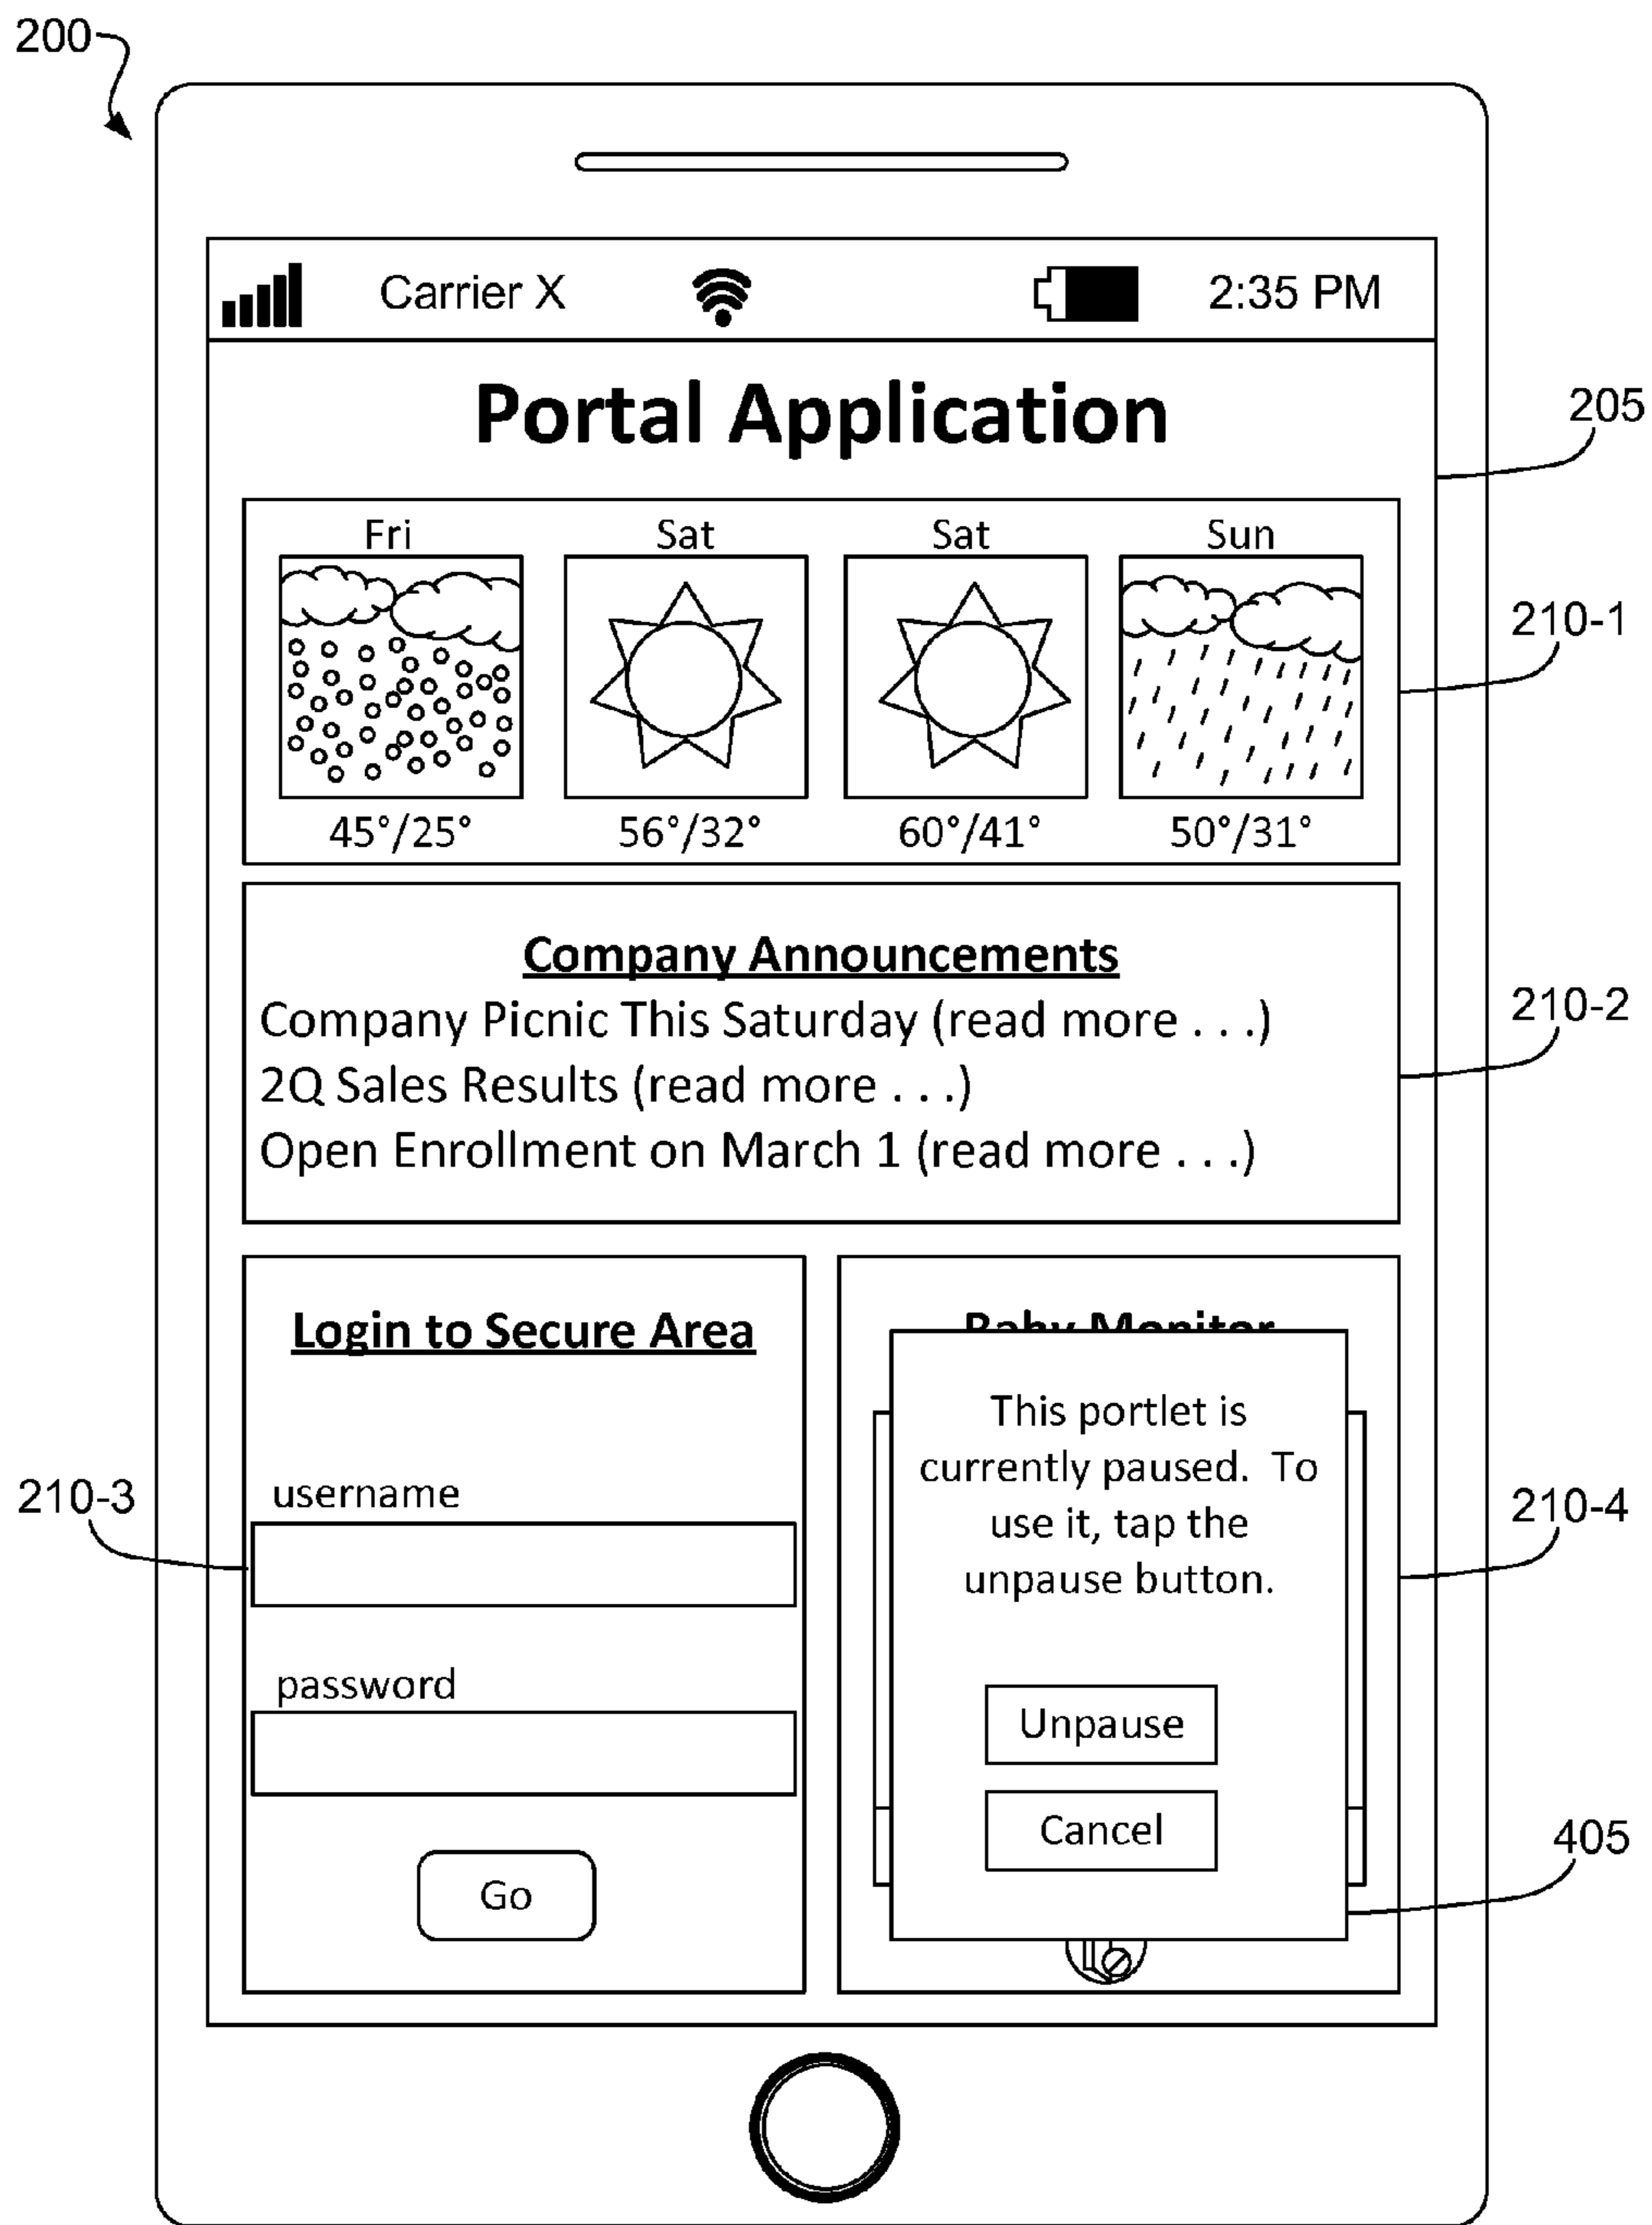 200
Carrier X 2:35 PM
Portal Application
205
Fri Sat Sat Sun
210-1
45°/25° 56°/32° 60°/41° 50°/31°
Company Announcements
210-2
Company Picnic This Saturday (read more . . .)
2Q Sales Results (read more . . .)
Open Enrollment on March 1 (read more . . .)
Login to Secure Area
210-3
username
password
Go
Baby Monitor
This portlet is
currently paused. To
use it, tap the
unpause button.
210-4
Unpause
Cancel
405